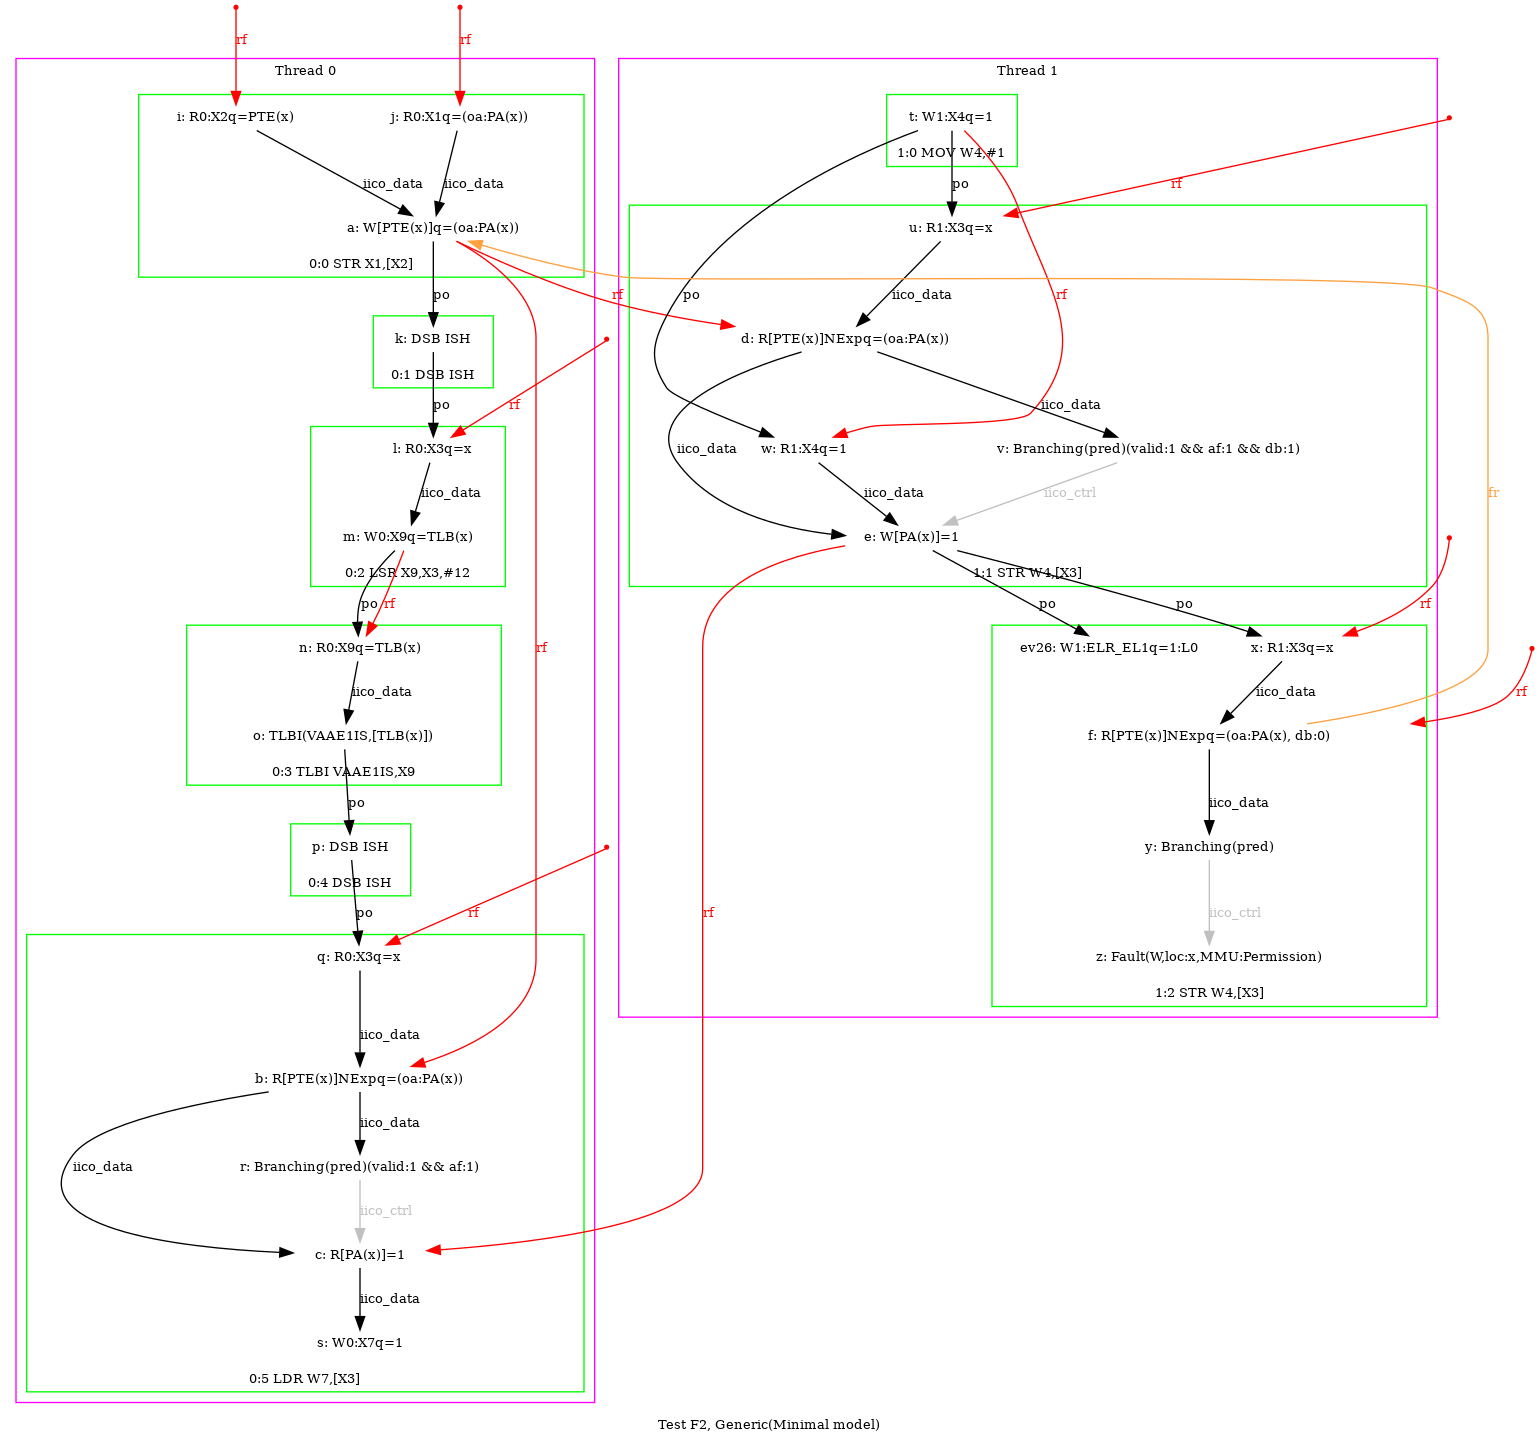 rf
rf
Thread 0
Thread 1
i: R0:X2q=PTE(x)
j: R0:X1q=(oa:PA(x))
iico_data
iico_data
a: W[PTE(x)]q=(oa:PA(x))
0:0 STR X1,[X2]
po
k: DSB ISH
0:1 DSB ISH
po
rf
l: R0:X3q=x
iico_data
m: W0:X9q=TLB(x)
0:2 LSR X9,X3,#12
po
rf
n: R0:X9q=TLB(x)
iico_data
o: TLBI(VAAE1IS,[TLB(x)])
0:3 TLBI VAAE1IS,X9
po
p: DSB ISH
0:4 DSB ISH
po
rf
q: R0:X3q=x
iico_data
b: R[PTE(x)]NExpq=(oa:PA(x))
iico_data
iico_data
r: Branching(pred)(valid:1 && af:1)
iico_ctrl
c: R[PA(x)]=1
iico_data
s: W0:X7q=1
0:5 LDR W7,[X3]
rf
rf
t: W1:X4q=1
1:0 MOV W4,#1
po
rf
u: R1:X3q=x
iico_data
po
rf
d: R[PTE(x)]NExpq=(oa:PA(x))
iico_data
iico_data
w: R1:X4q=1
v: Branching(pred)(valid:1 && af:1 && db:1)
iico_data
iico_ctrl
fr
e: W[PA(x)]=1
1:1 STR W4,[X3]
po
po
rf
ev26: W1:ELR_EL1q=1:L0
x: R1:X3q=x
iico_data
rf
f: R[PTE(x)]NExpq=(oa:PA(x), db:0)
iico_data
y: Branching(pred)
rf
iico_ctrl
z: Fault(W,loc:x,MMU:Permission)
1:2 STR W4,[X3]
Test F2, Generic(Minimal model)